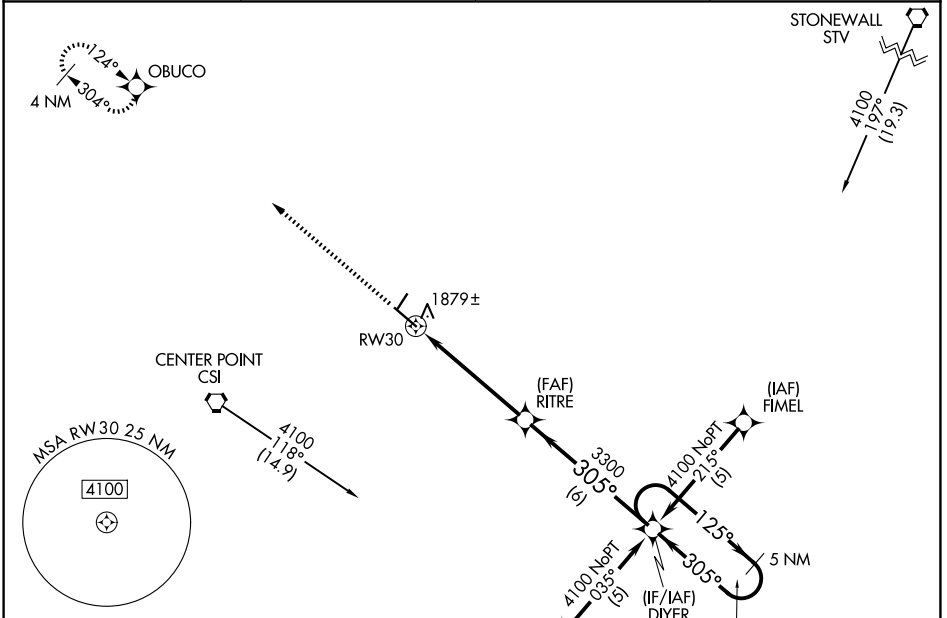 STONEWALL
STV
4100
197°
(19.3)
124°
OBUCO
304°
4 NM
1879±
RW30
CENTER POINT
CSI
4100
118°
(14.9)
MSA RW30 25 NM
4100
(FAF)
RITRE
(IAF)
FIMEL
3300
305°
(6)
4100 NoPT
215°
(5)
125°
305°
5 NM
4100 NoPT
035°
(5)
(IF/IAF)
DIYER